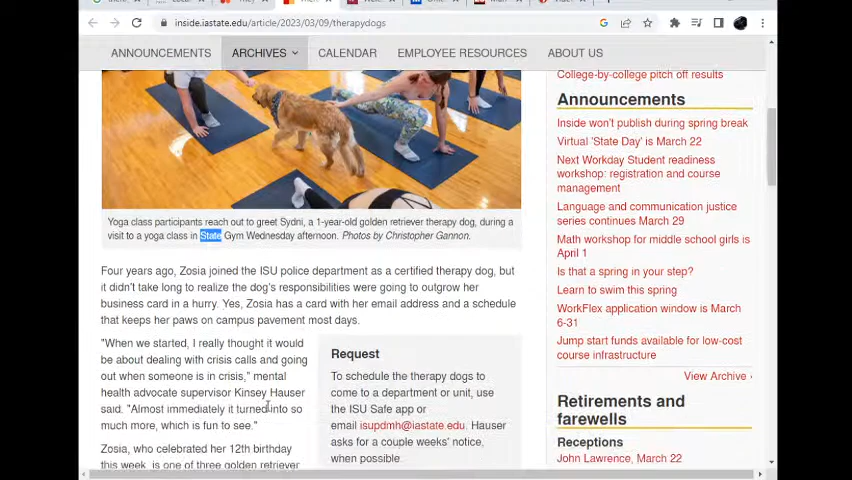 inside.iastate.edu/article/2023/03/09/therapydogs
ANNOUNCEMENTS ARCHIVES CALENDAR EMPLOYEE RESOURCES ABOUT US
Yoga class participants reach out to greet Sydni, a 1-year-old golden retriever therapy dog, during a
visit to a yoga class in State Gym Wednesday afternoon. Photos by Christopher Gannon.
Four years ago, Zosia joined the ISU police department as a certified therapy dog, but
it didn't take long to realize the dog's responsibilities were going to outgrow her
business card in a hurry. Yes, Zosia has a card with her email address and a schedule
that keeps her paws on campus pavement most days.
"When we started, I really thought it would
be about dealing with crisis calls and going
out when someone is in crisis," mental
health advocate supervisor Kinsey Hauser
said. "Almost immediately it turned into so
much more, which is fun to see."
Zosia, who celebrated her 12th birthday
this week, is one of three golden retriever
Request
To schedule the therapy dogs to
come to a department or unit, use
the ISU Safe app or
email isupdmh@iastate.edu. Hauser
asks for a couple weeks' notice,
when possible.
College-by-college pitch off results
Announcements
Inside won't publish during spring break
Virtual 'State Day' is March 22
Next Workday Student readiness
workshop: registration and course
management
Language and communication justice
series continues March 29
Math workshop for middle school girls is
April 1
Is that a spring in your step?
Learn to swim this spring
WorkFlex application window is March
6-31
Jump start funds available for low-cost
course infrastructure
View Archive ›
Retirements and
farewells
Receptions
John Lawrence, March 22